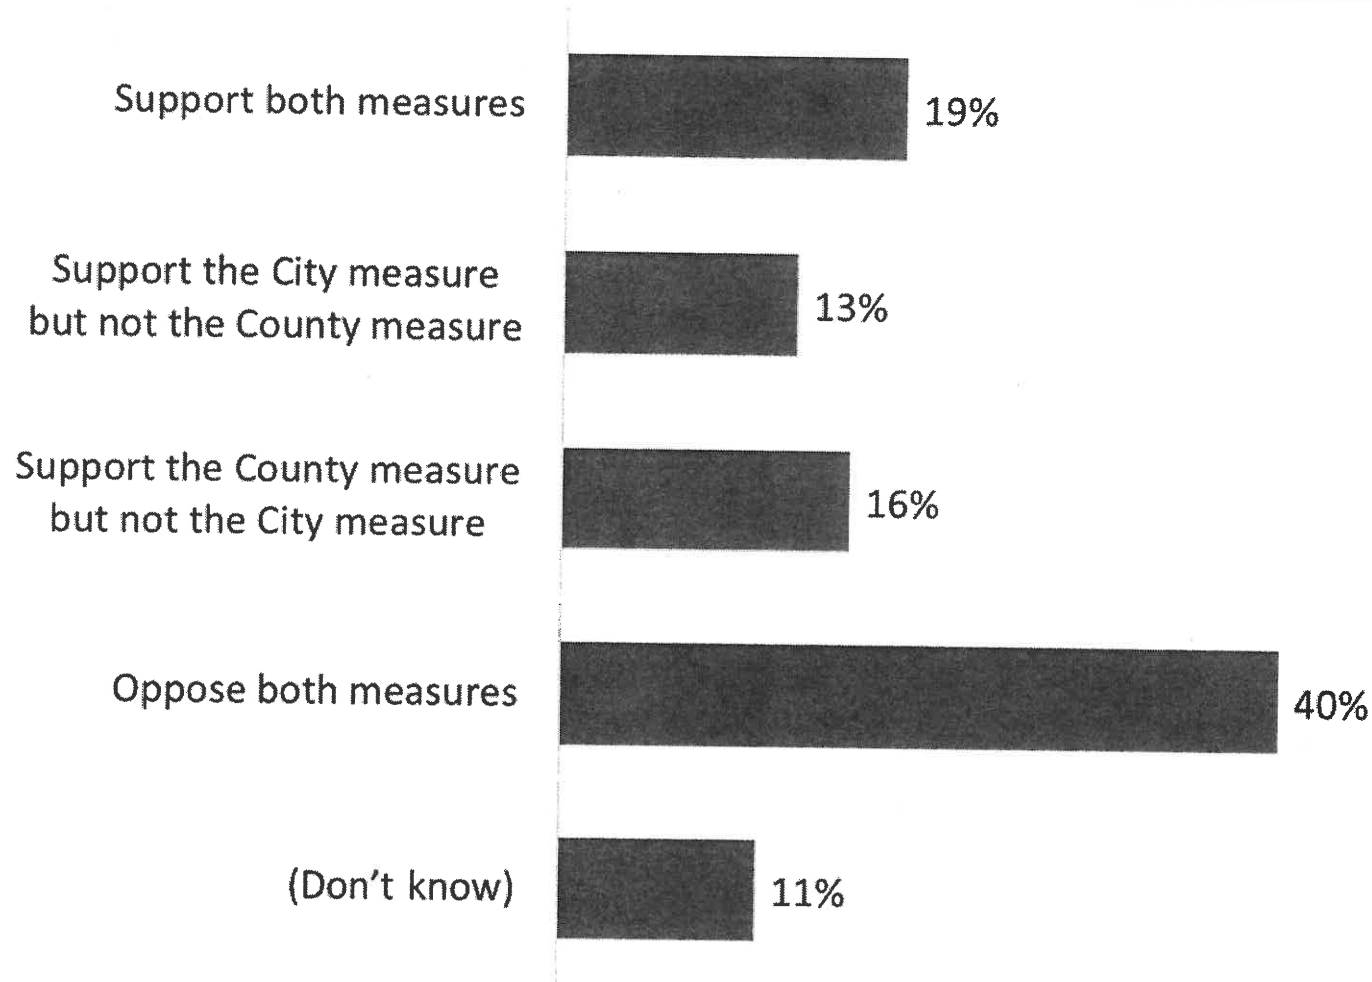 Support both measures
19%
Support the City measure
but not the County measure
13%
Support the County measure
but not the City measure
16%
Oppose both measures
40%
(Don't know)
11%